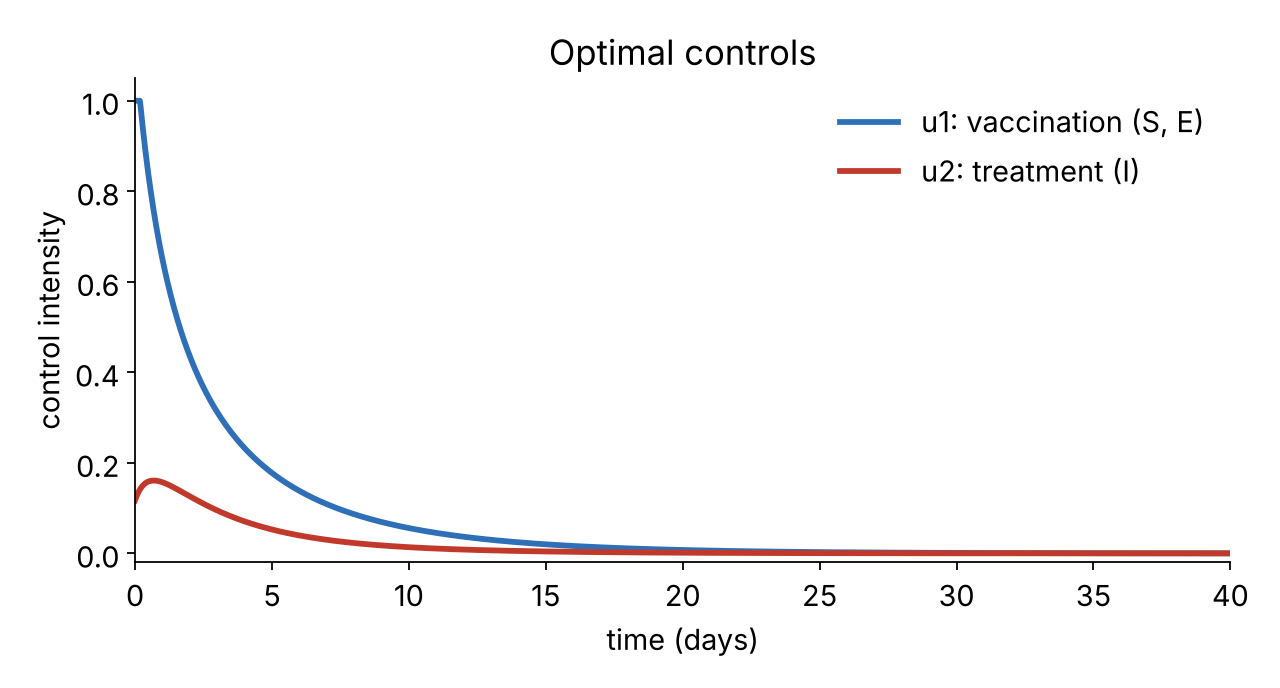 Optimal controls
u1: vaccination (S, E)
u2: treatment (I)
control intensity
1.0
0.8
0.6
0.4
0.2
0.0
0 5 10 15 20 25 30 35 40
time (days)